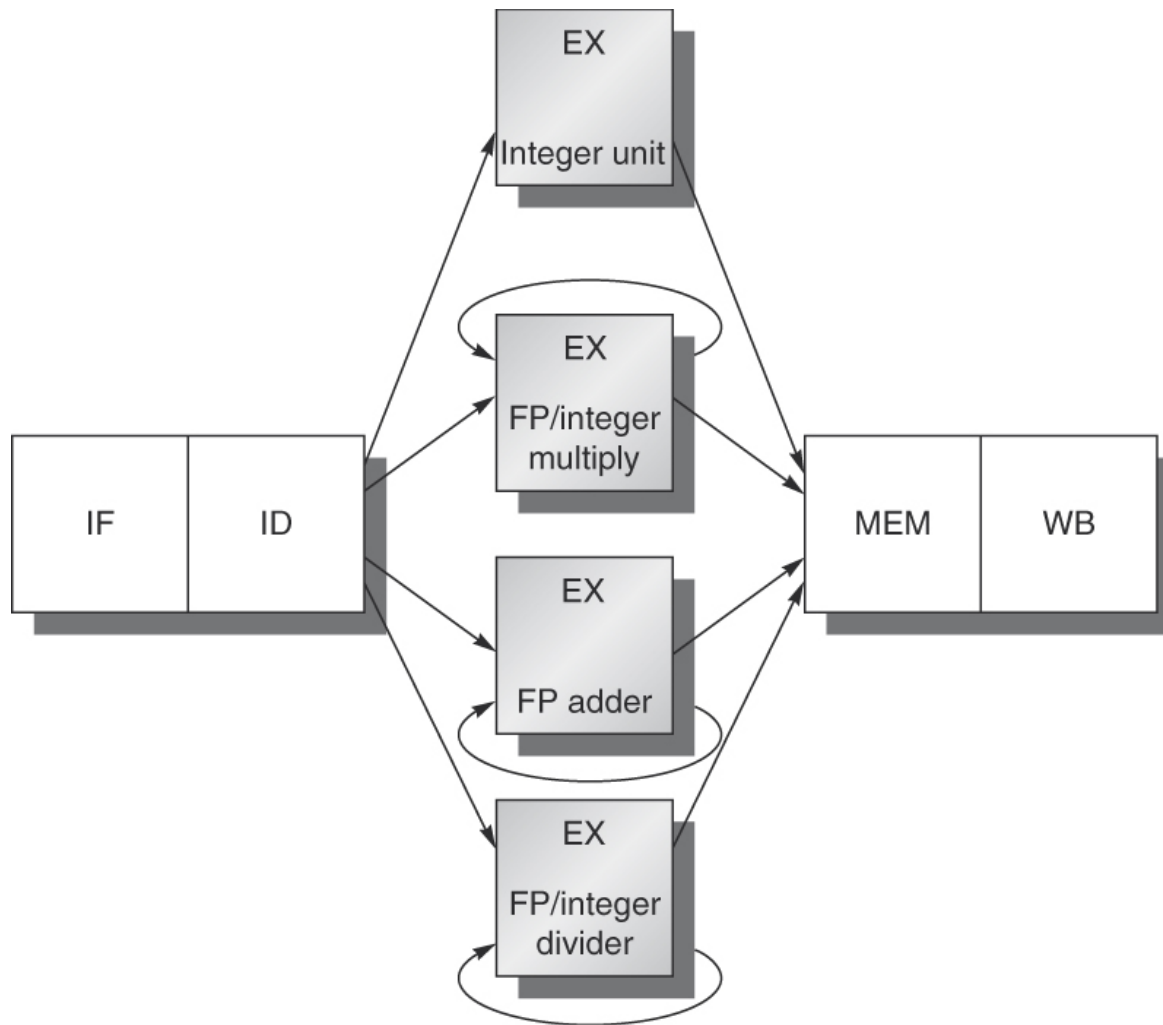 EX
Integer unit
EX
FP/integer
multiply
IF
ID
MEM
WB
EX
FP adder
EX
FP/integer
divider